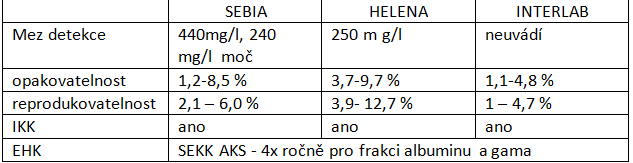 SEBIA HELENA INTERLAB
Mez detekce 440mg/l, 240 250 m g/l neuvádí
mg/l moč
opakovatelnost 1,2-8,5 % 3,7-9,7 % 1,1-4,8 %
reprodukovatelnost 2,1 – 6,0 % 3,9- 12,7 % 1 – 4,7 %
IKK ano ano ano
EHK SEKK AKS - 4x ročně pro frakci albuminu a gama